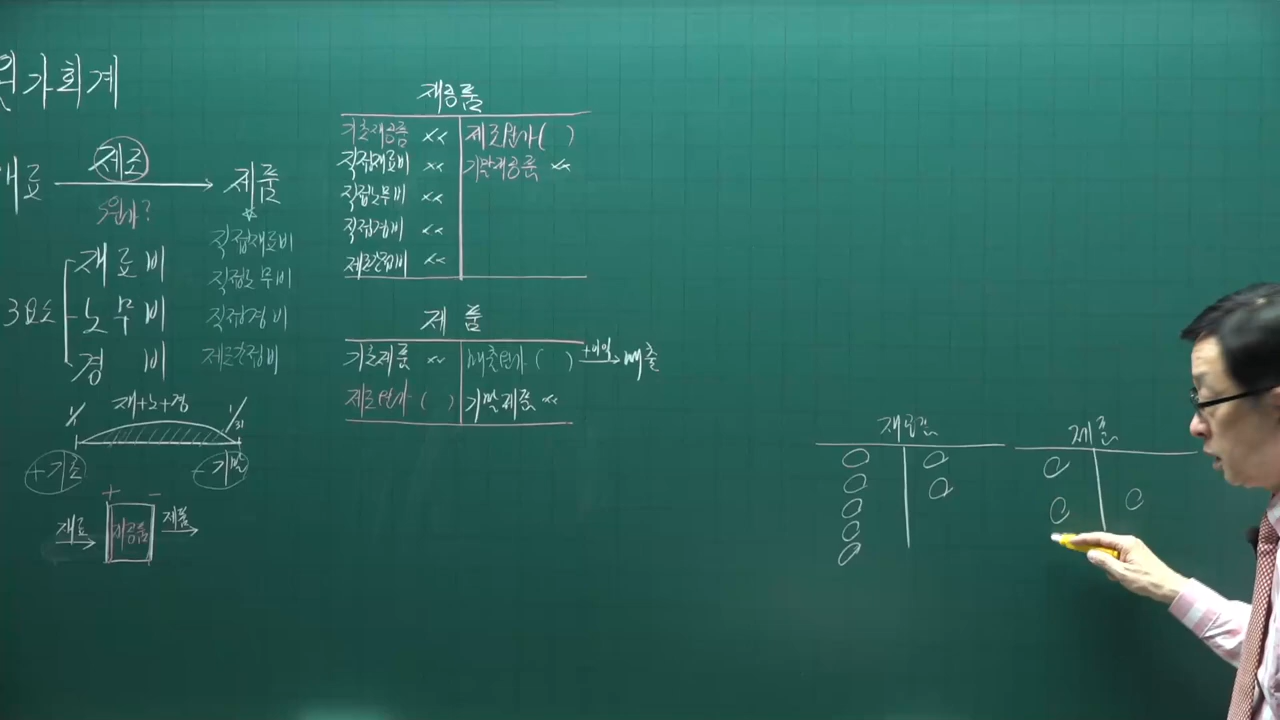 원가회계
재료 제조 제품
직접재료비
직접노무비
직접경비
제조간접비
3요소
재료비
노무비
경비
1/1 재+노+경 1/31
+기초 -기말
+ -
재료 재공품 제품
재공품
기초재공품 ×× 제조원가( )
직접재료비 ×× 기말재공품 ××
직접노무비 ××
직접경비 ××
제조간접비 ××
제품
기초제품 ×× 매출원가( ) +이익 매출
제조원가( ) 기말제품 ××
재공품
제품